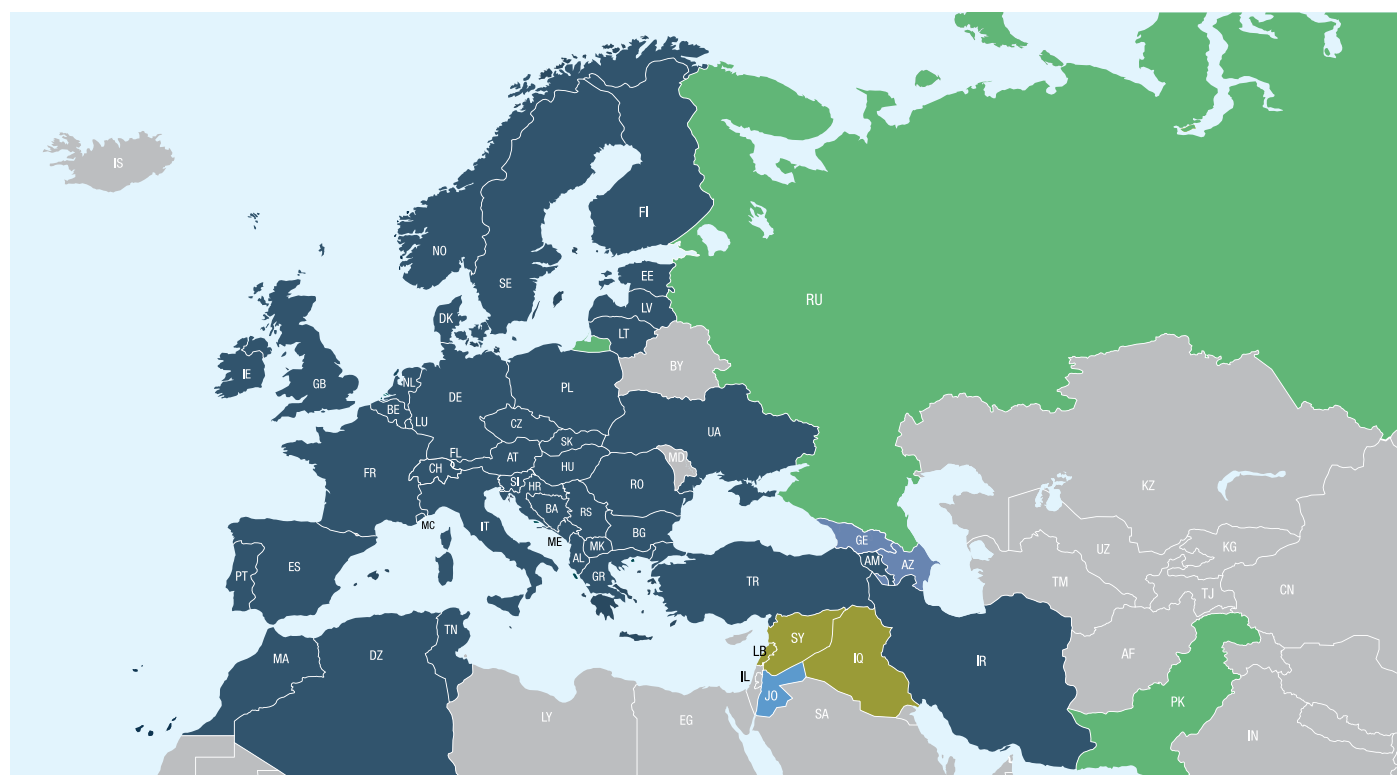 IS
FI
NO
SE
EE
RU
LV
DK
LT
BY
IE
GB
NL
PL
DE
BE
LU
CZ
UA
SK
FL
AT
MD
FR
CH
HU
SI
RO
HR
KZ
BA
RS
MC
IT
BG
ME
GE
KG
UZ
MK
AL
AM
AZ
PT
ES
GR
TR
TM
TJ
CN
TN
SY
MA
DZ
LB
IQ
IR
AF
IL
JO
PK
LY
EG
SA
IN